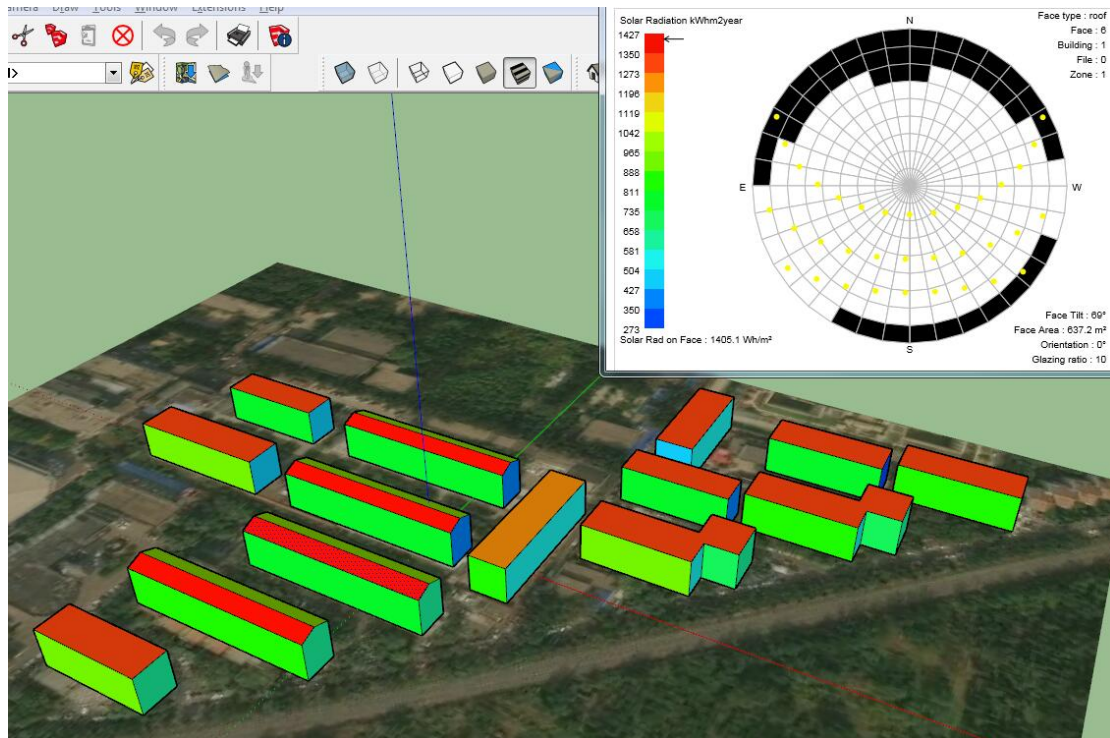 Draw Tools Window Extensions Help
Solar Radiation kWhm2year
1427
1350
1273
1196
1119
1042
965
888
811
735
658
581
504
427
350
273
Solar Rad on Face : 1405.1 Wh/m²
N
E
W
S
Face type : roof
Face : 6
Building : 1
File : 0
Zone : 1
Face Tilt : 69°
Face Area : 637.2 m²
Orientation : 0°
Glazing ratio : 10